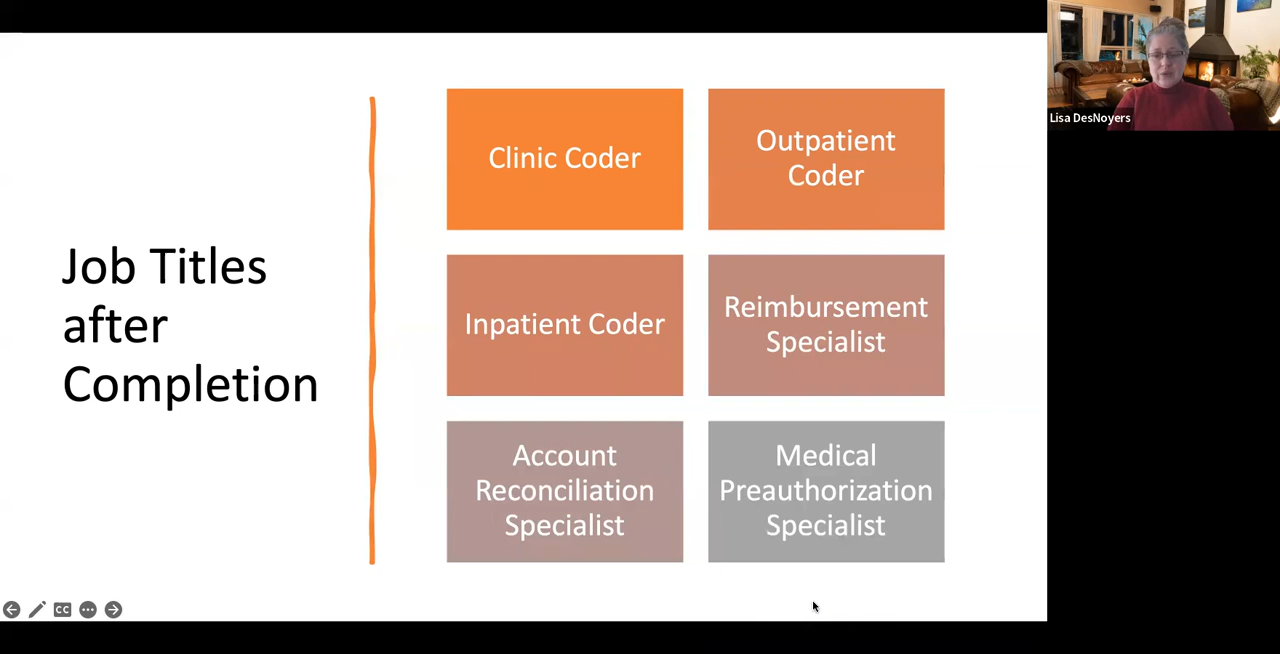 Job Titles
after
Completion
Clinic Coder
Outpatient
Coder
Inpatient Coder
Reimbursement
Specialist
Account
Reconciliation
Specialist
Medical
Preauthorization
Specialist
CC
Lisa DesNoyers